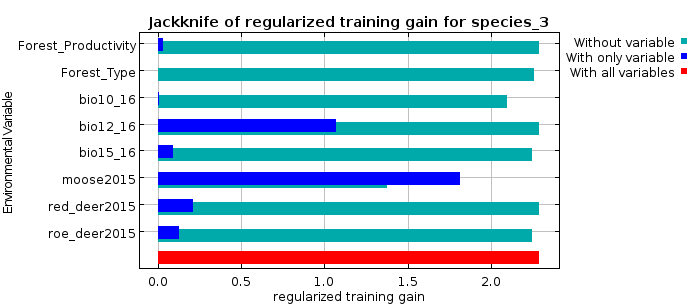 Jackknife of regularized training gain for species_3
Without variable
With only variable
With all variables
Environmental Variable
Forest_Productivity
Forest_Type
bio10_16
bio12_16
bio15_16
moose2015
red_deer2015
roe_deer2015
0.0 0.5 1.0 1.5 2.0
regularized training gain